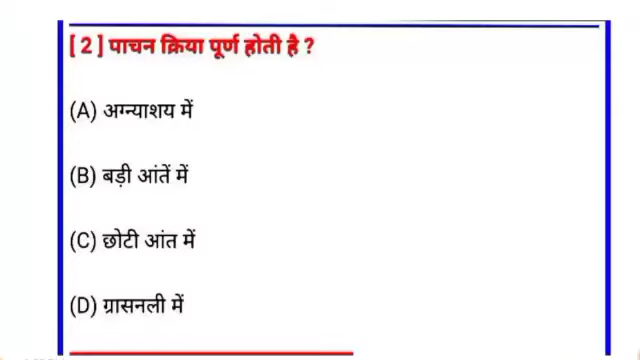 [ 2 ] पाचन क्रिया पूर्ण होती है ?
(A) अग्न्याशय में
(B) बड़ी आंतें में
(C) छोटी आंत में
(D) ग्रासनली में